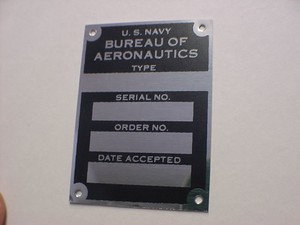 U. S. NAVY
BUREAU OF
AERONAUTICS
TYPE
SERIAL NO.
ORDER NO.
DATE ACCEPTED